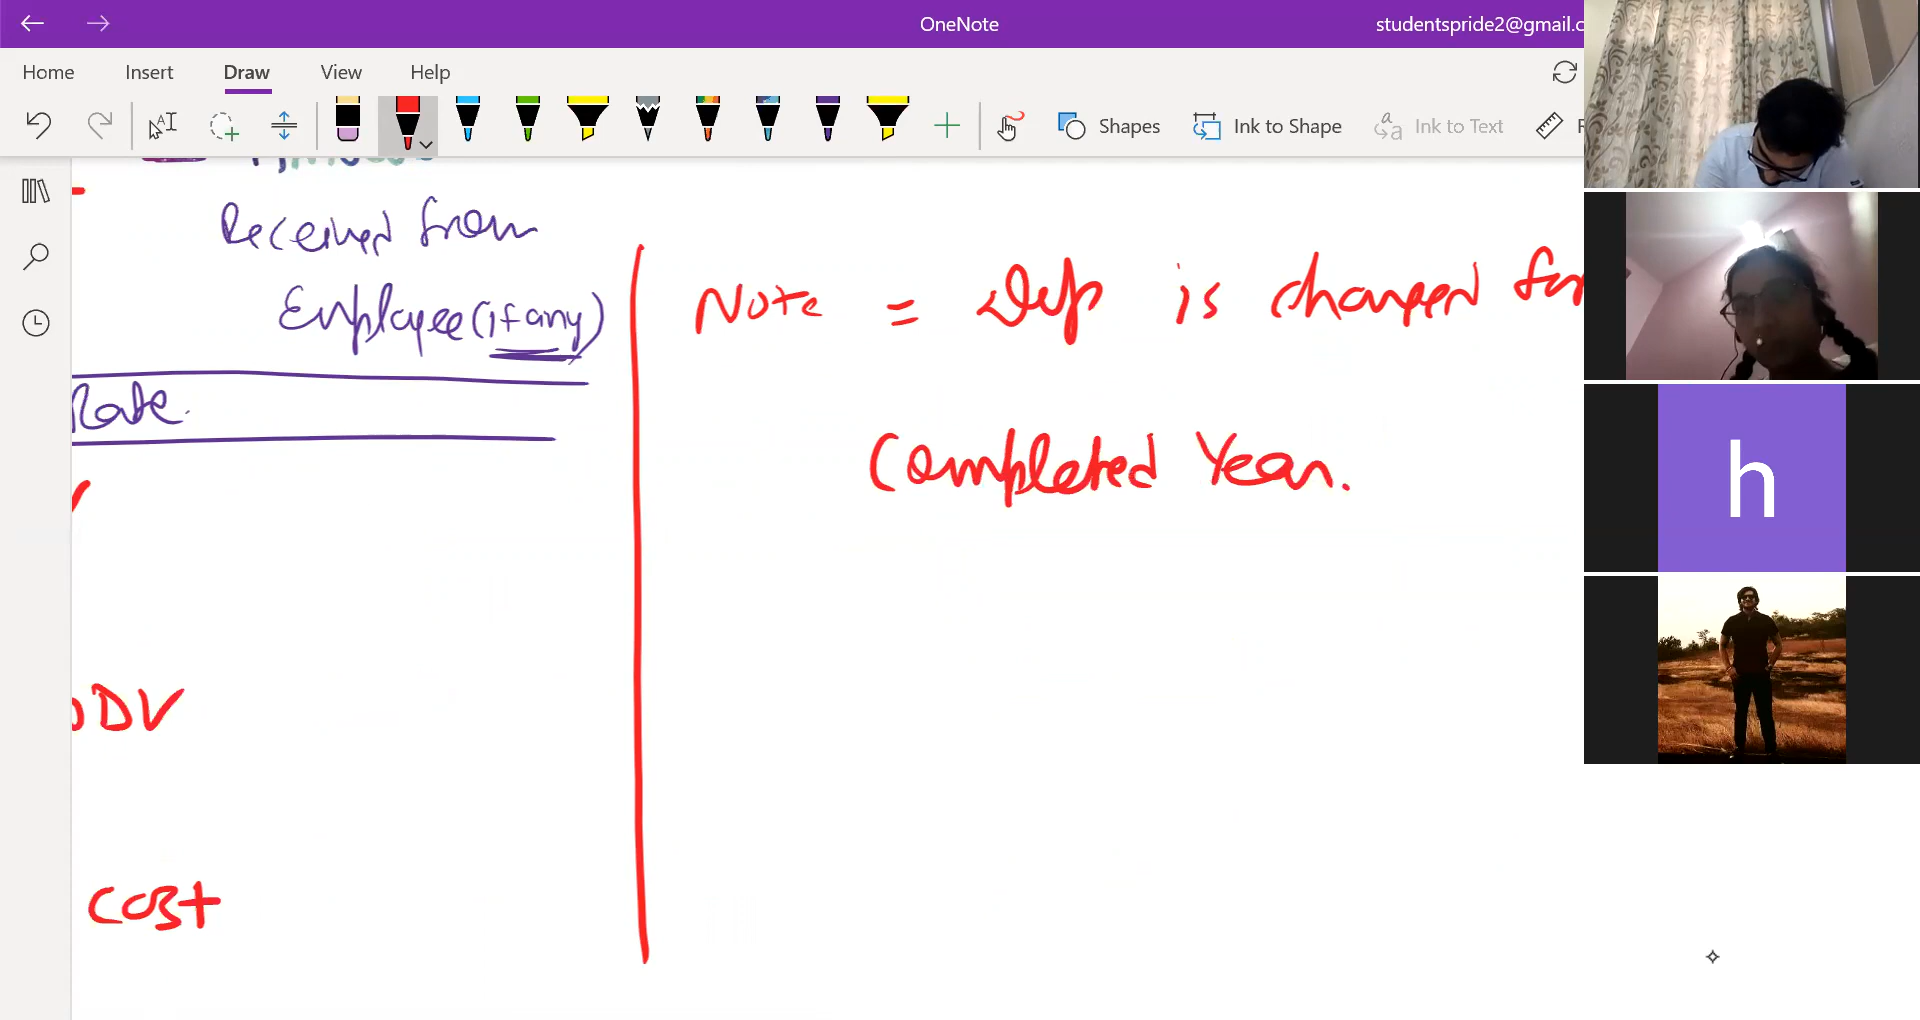 OneNote
studentspride2@gmail.c
Home Insert Draw View Help
Shapes Ink to Shape Ink to Text
Received from
Employee (if any)
Rate.
DV
Cost
Note = Dep is charged for
Completed Year.
h